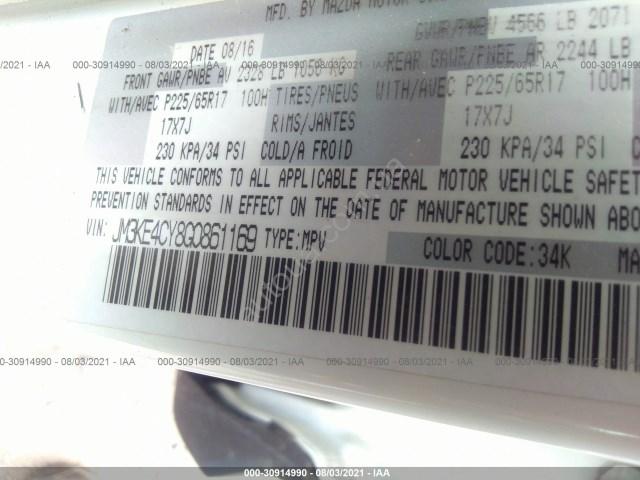 MFD. BY MAZDA MOTOR
DATE 08/16
GVWR/PNBV 4566 LB 2071
FRONT GAWR/PNBE AV 2328 LB 1056 KG
REAR GAWR/PNBE AR 2244 LB
WITH/AVEC P225/65R17 100H TIRES/PNEUS
WITH/AVEC P225/65R17 100H
17X7J RIMS/JANTES
17X7J
230 KPA/34 PSI COLD/A FROID
230 KPA/34 PSI
THIS VEHICLE CONFORMS TO ALL APPLICABLE FEDERAL MOTOR VEHICLE SAFET
PREVENTION STANDARDS IN EFFECT ON THE DATE OF MANUFACTURE SHOWN ABO
VIN: JM3KE4CY8G0861169 TYPE: MPV
COLOR CODE: 34K MA
000-30914990 - 08/03/2021 - IAA
000-30914990 - 08/03/2021 - IAA
000-30914990 - 08/03/2021 - IAA
000-30914990 - 08/03/2021 - IAA
000-30914990 - 08/03/2021 - IAA